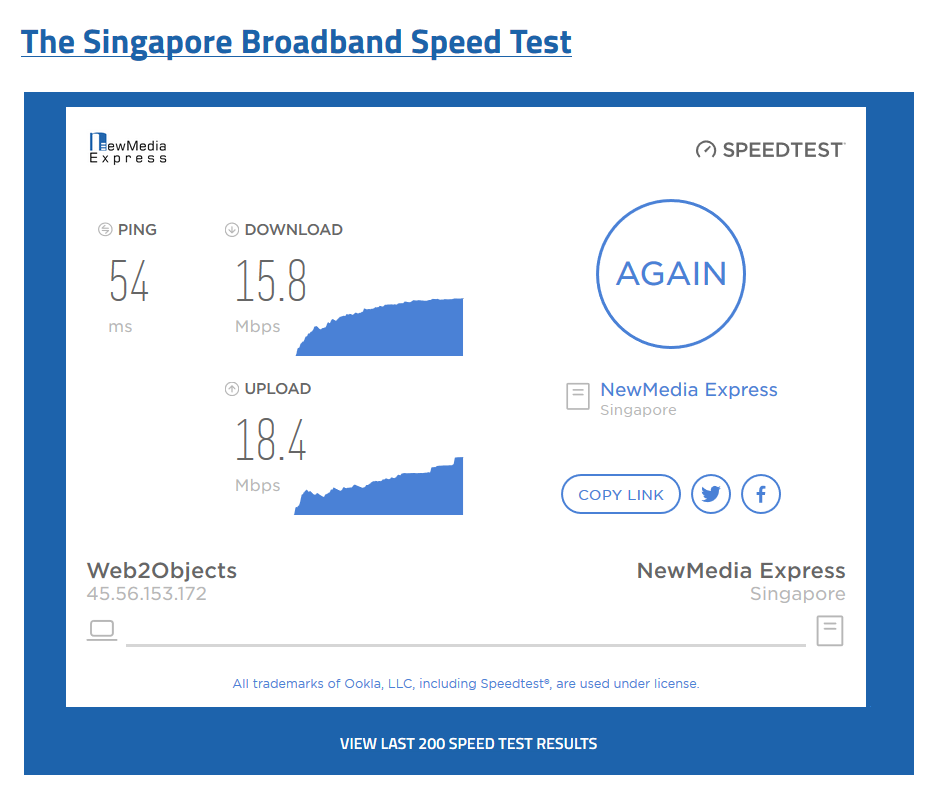 The Singapore Broadband Speed Test
NewMedia
Express
SPEEDTEST
PING
54
ms
DOWNLOAD
15.8
Mbps
UPLOAD
18.4
Mbps
AGAIN
NewMedia Express
Singapore
COPY LINK
Web2Objects
45.56.153.172
NewMedia Express
Singapore
All trademarks of Ookla, LLC, including Speedtest®, are used under license.
VIEW LAST 200 SPEED TEST RESULTS